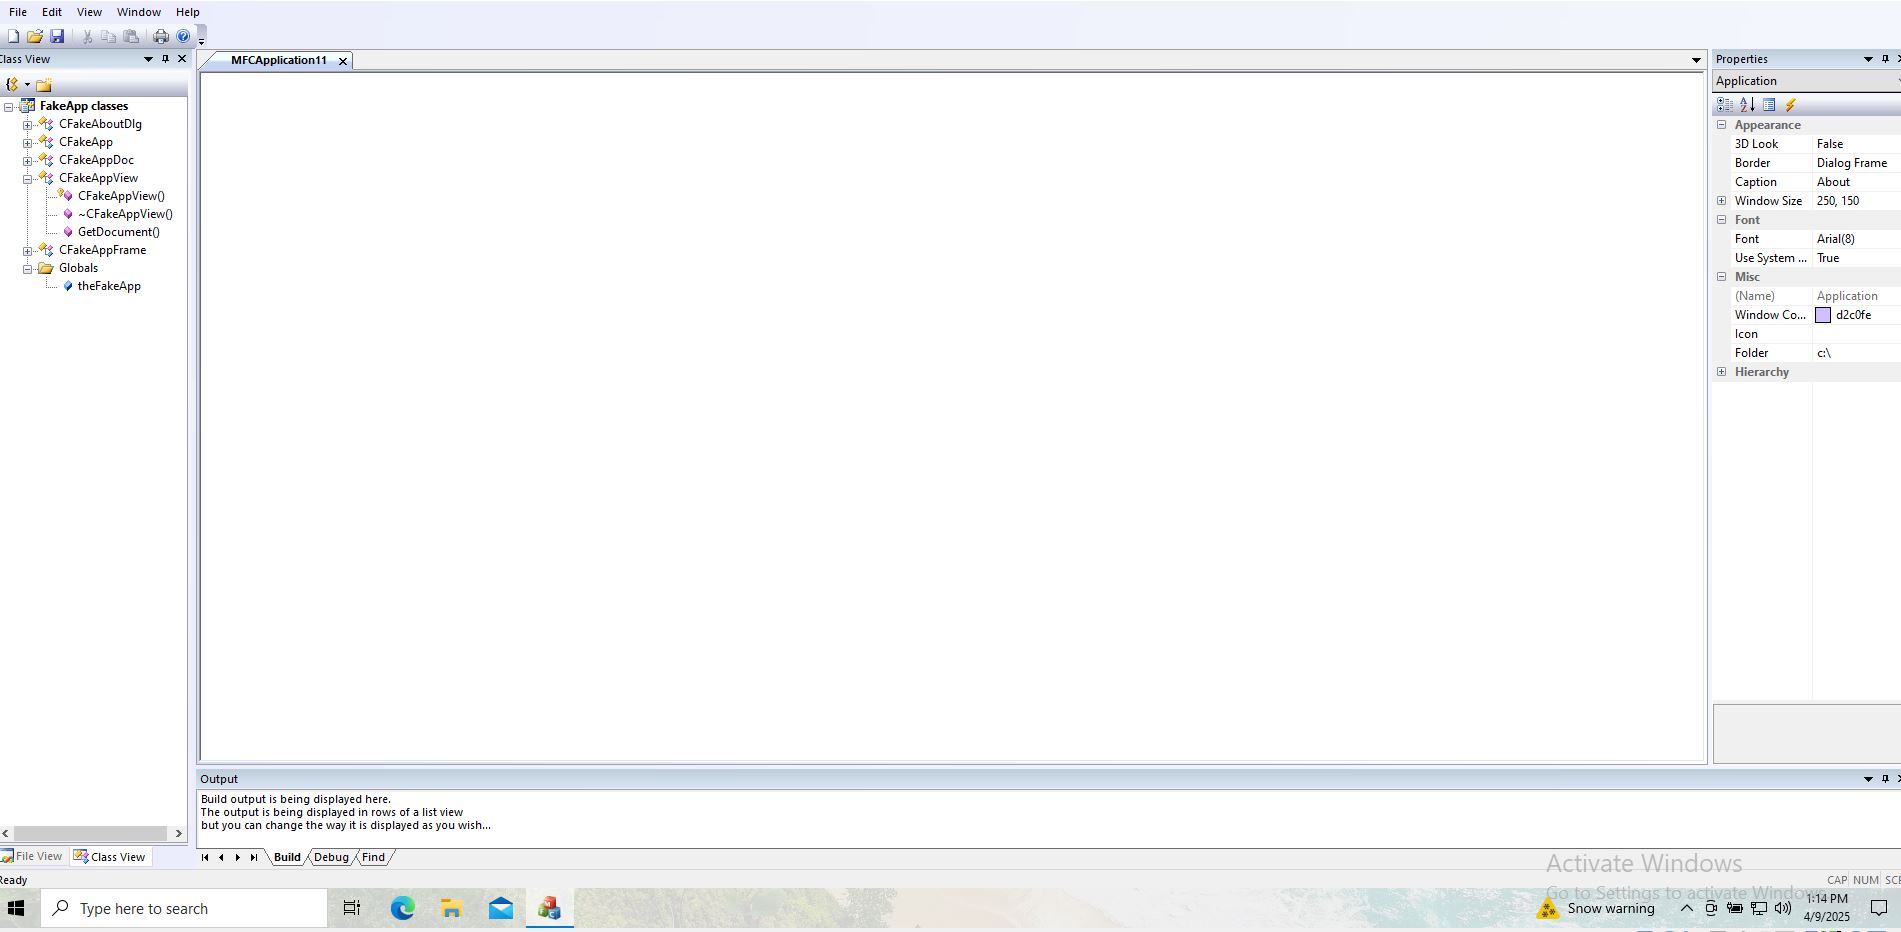 File Edit View Window Help
Class View
FakeApp classes
CFakeAboutDlg
CFakeApp
CFakeAppDoc
CFakeAppView
CFakeAppView()
~CFakeAppView()
GetDocument()
CFakeAppFrame
Globals
theFakeApp
File View Class View
MFCApplication11
Properties
Application
Appearance
3D Look False
Border Dialog Frame
Caption About
Window Size 250, 150
Font
Font Arial(8)
Use System ... True
Misc
(Name) Application
Window Co... d2c0fe
Icon
Folder c:\
Hierarchy
Output
Build output is being displayed here.
The output is being displayed in rows of a list view
but you can change the way it is displayed as you wish...
Build Debug Find
Activate Windows
Go to Settings to activate Windows.
Ready
CAP NUM SCR
Type here to search
Snow warning
1:14 PM
4/9/2025